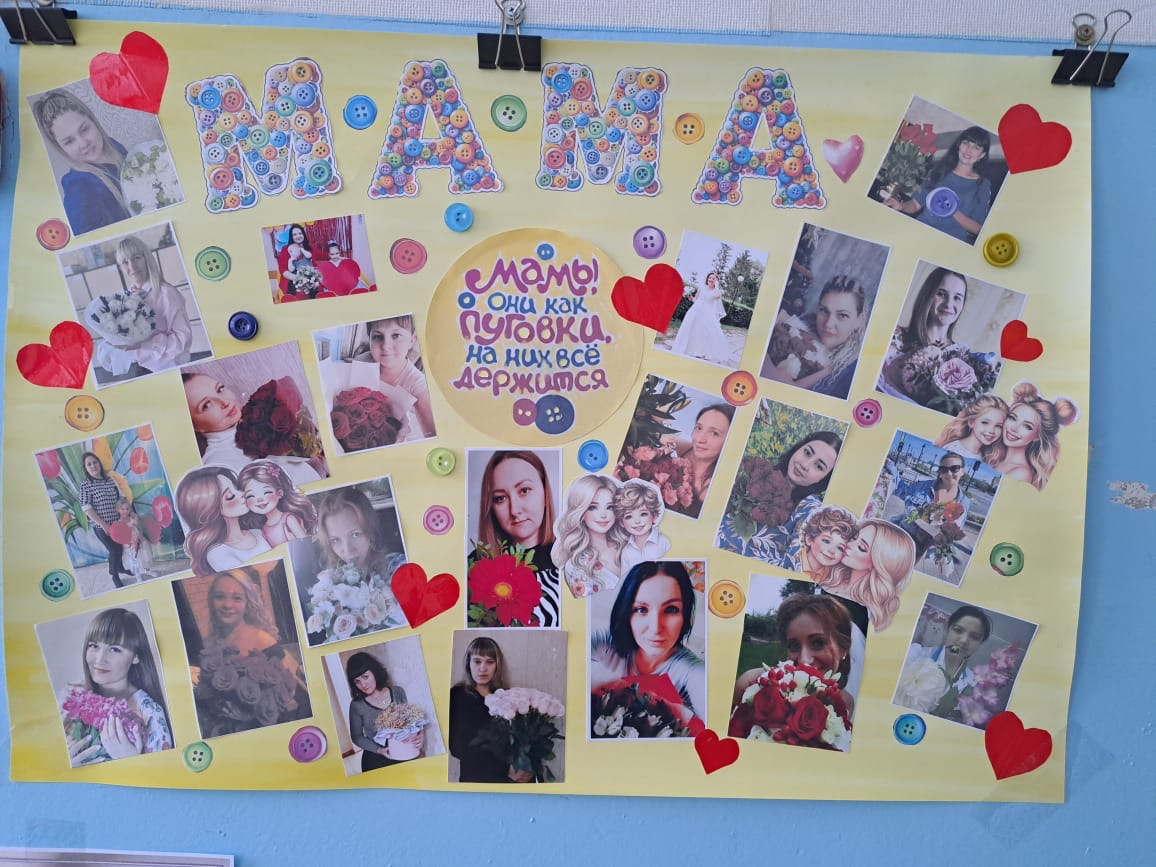 МАМА
Мамы,
они как
пуговки,
на них всё
держится